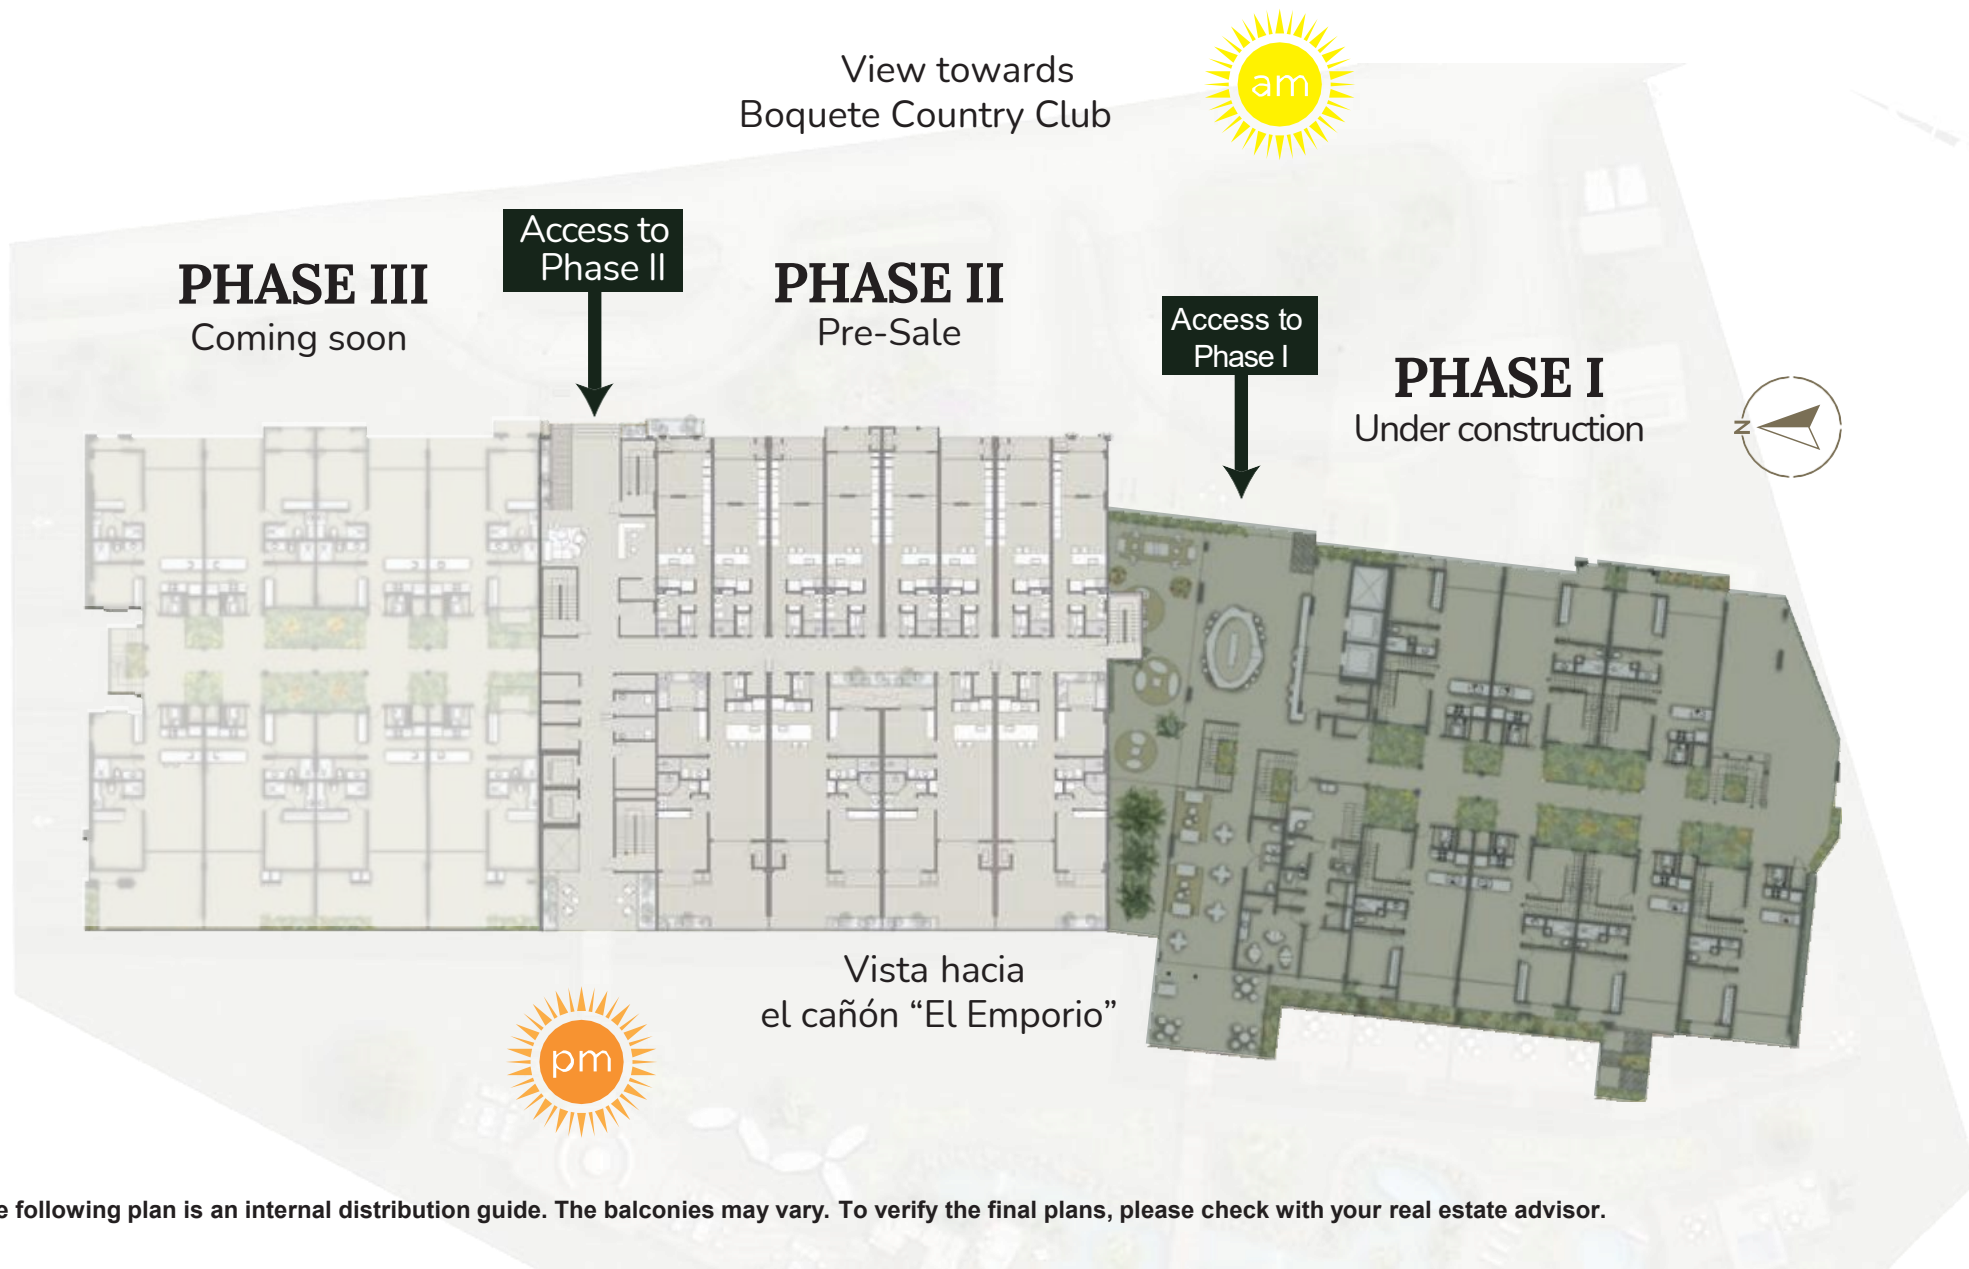 View towards
Boquete Country Club
am
Access to
Phase II
PHASE III
Coming soon
PHASE II
Pre-Sale
Access to
Phase I
PHASE I
Under construction
N
Vista hacia
el cañón “El Emporio”
pm
e following plan is an internal distribution guide. The balconies may vary. To verify the final plans, please check with your real estate advisor.